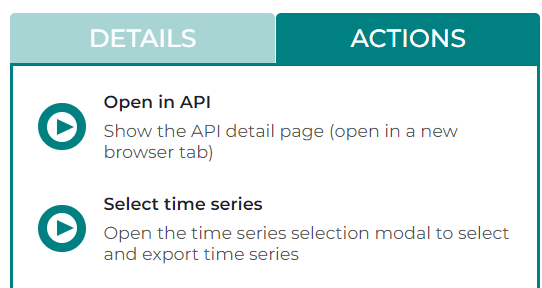 DETAILS
ACTIONS
Open in API
Show the API detail page (open in a new
browser tab)
Select time series
Open the time series selection modal to select
and export time series